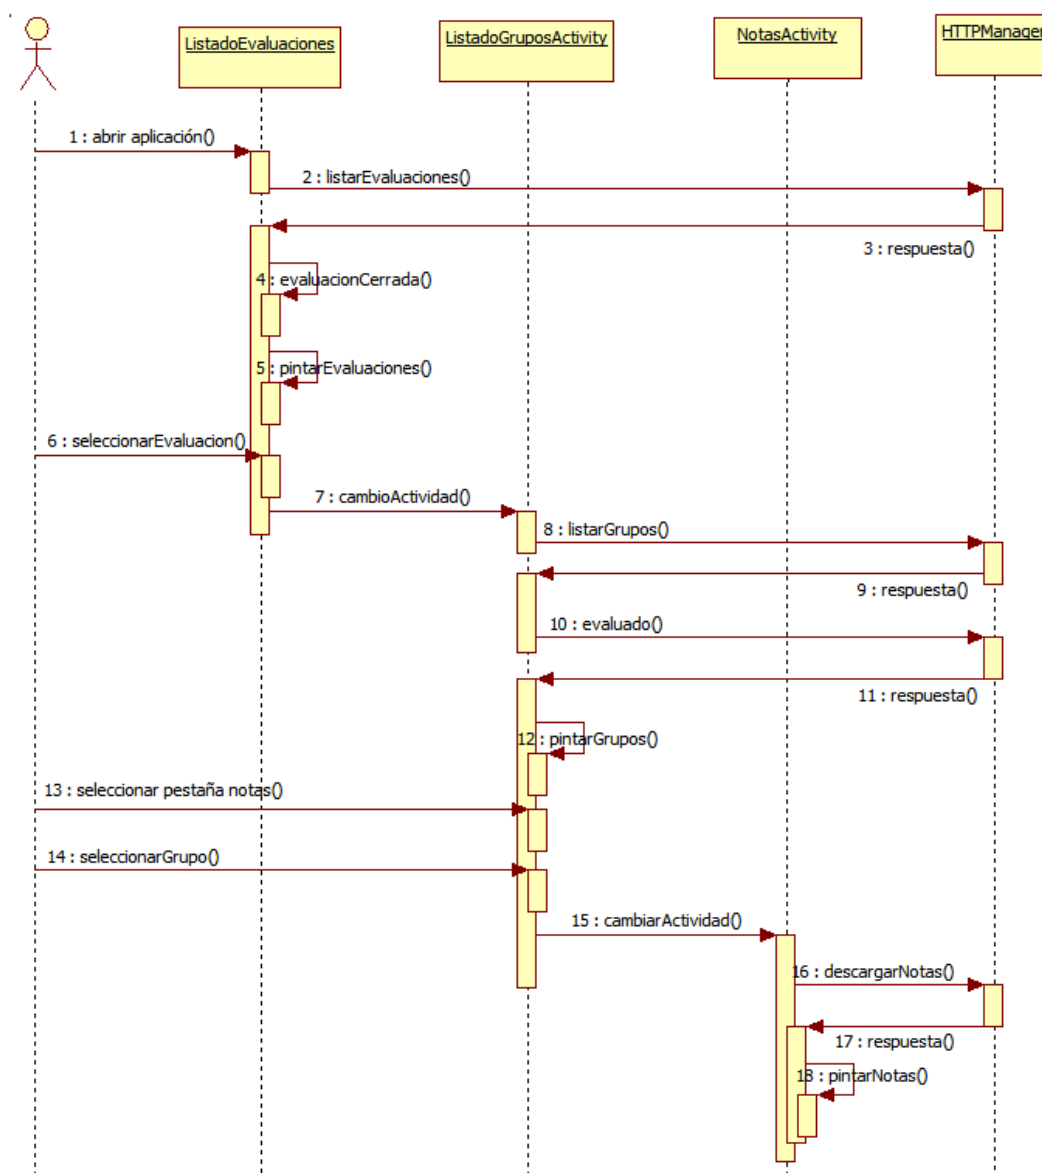 ListadoEvaluaciones
ListadoGruposActivity
NotasActivity
HTTPManager
1 : abrir aplicación()
2 : listarEvaluaciones()
3 : respuesta()
4 : evaluacionCerrada()
5 : pintarEvaluaciones()
6 : seleccionarEvaluacion()
7 : cambioActividad()
8 : listarGrupos()
9 : respuesta()
10 : evaluado()
11 : respuesta()
12 : pintarGrupos()
13 : seleccionar pestaña notas()
14 : seleccionarGrupo()
15 : cambiarActividad()
16 : descargarNotas()
17 : respuesta()
18 : pintarNotas()